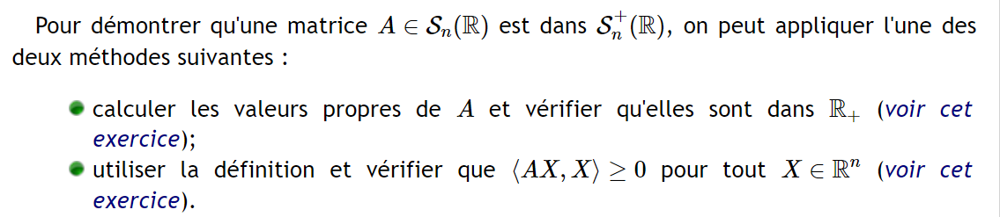 Pour démontrer qu'une matrice $A \in \mathcal{S}_n(\mathbb{R})$ est dans $\mathcal{S}_n^+(\mathbb{R})$, on peut appliquer l'une des
deux méthodes suivantes :
calculer les valeurs propres de $A$ et vérifier qu'elles sont dans $\mathbb{R}_+$ (voir cet
exercice);
utiliser la définition et vérifier que $\langle AX, X \rangle \geq 0$ pour tout $X \in \mathbb{R}^n$ (voir cet
exercice).